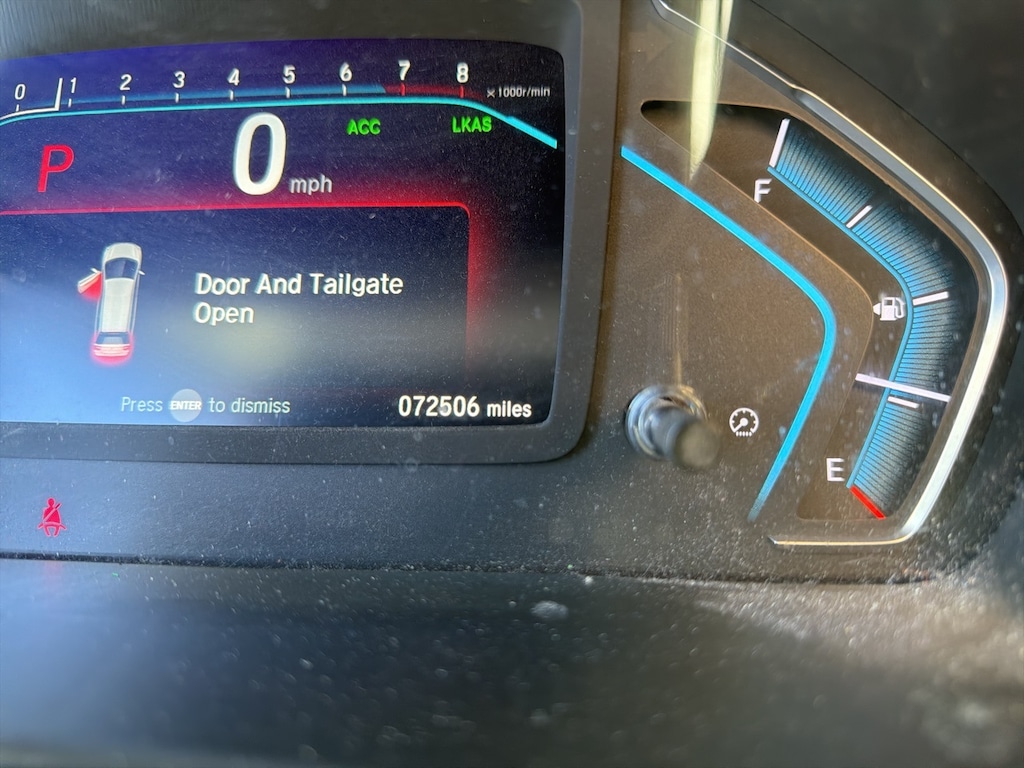 0 1 2 3 4 5 6 7 8 x1000r/min
ACC LKAS
P 0 mph
F
Door And Tailgate
Open
Press ENTER to dismiss
072506 miles
E